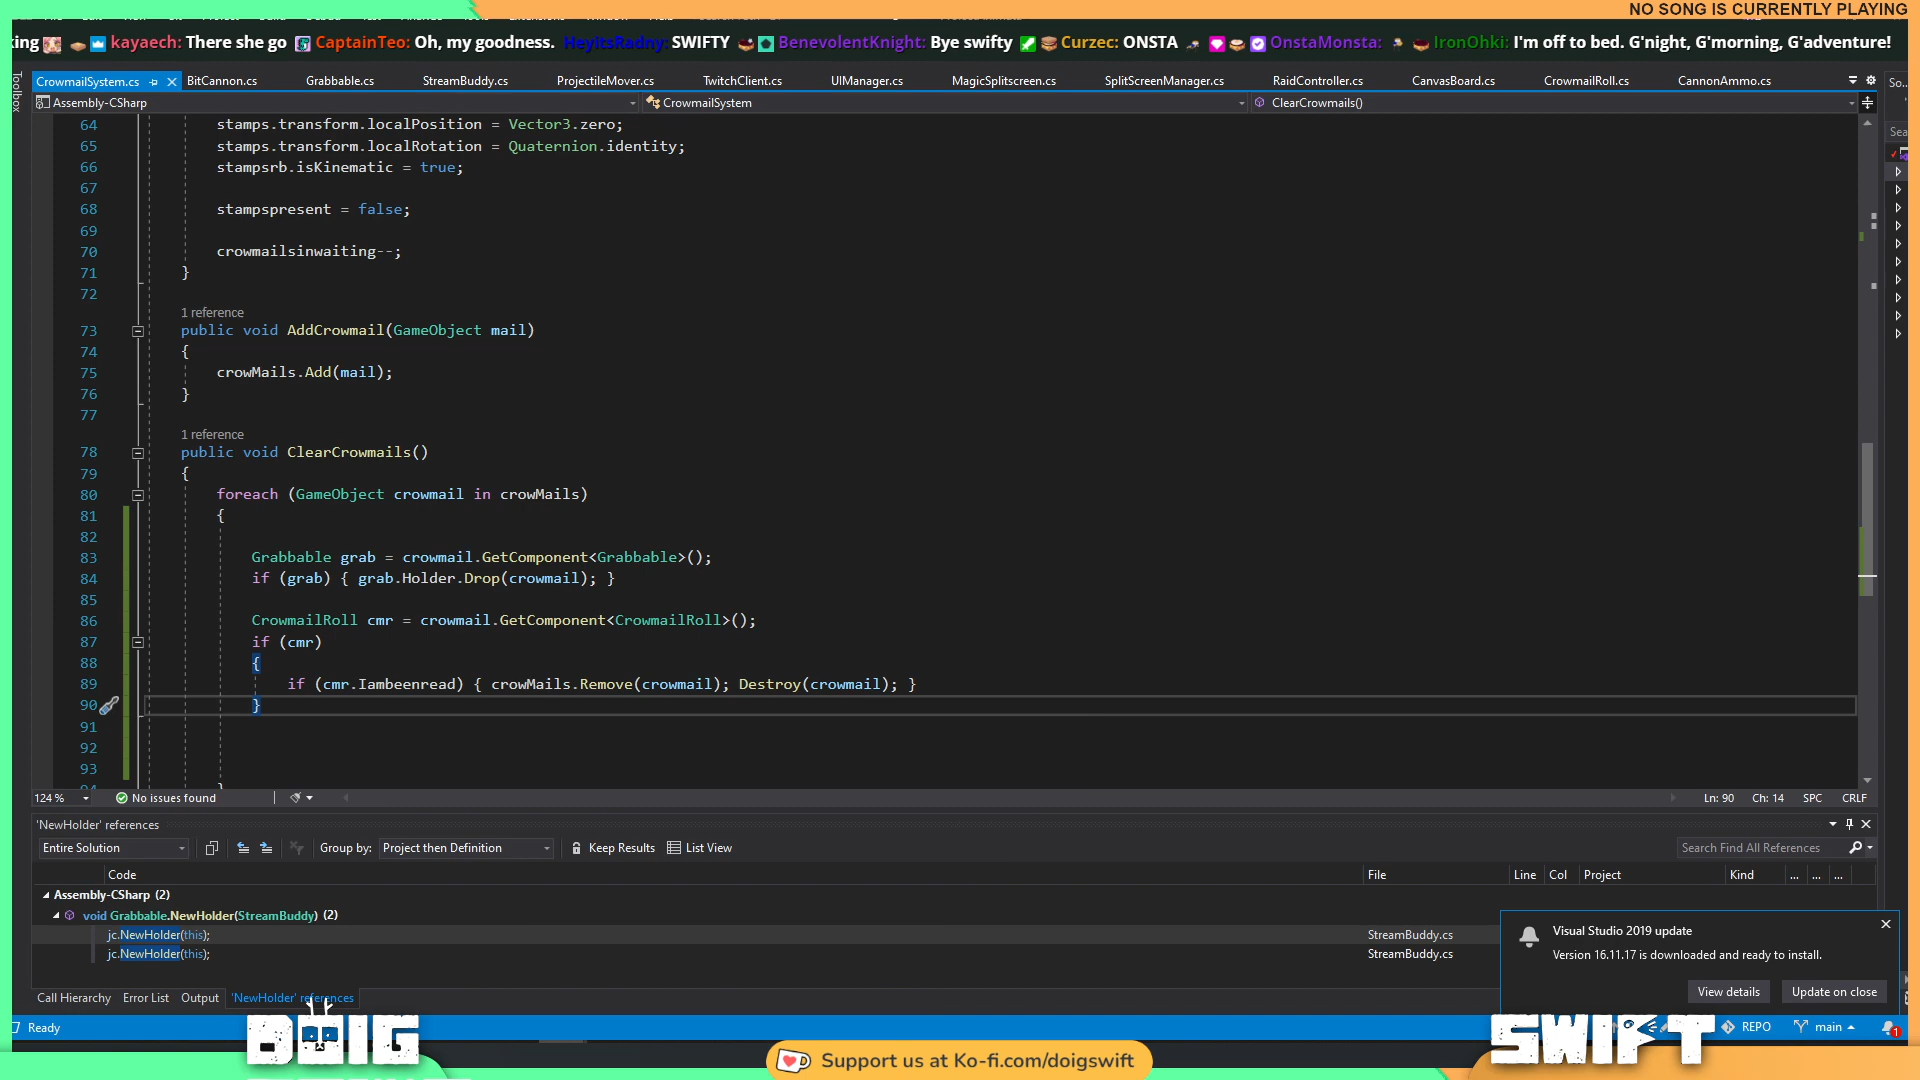 NO SONG IS CURRENTLY PLAYING
king kayaech: There she go CaptainTeo: Oh, my goodness. HeyItsRadny: SWIFTY BenevolentKnight: Bye swifty Curzec: ONSTA OnstaMonsta: IronOhki: I'm off to bed. G'night, G'morning, G'adventure!
Toolbox
CrowmailSystem.cs BitCannon.cs Grabbable.cs StreamBuddy.cs ProjectileMover.cs TwitchClient.cs UIManager.cs MagicSplitscreen.cs SplitScreenManager.cs RaidController.cs CanvasBoard.cs CrowmailRoll.cs CannonAmmo.cs So..
Assembly-CSharp CrowmailSystem ClearCrowmails()
Sea
64 stamps.transform.localPosition = Vector3.zero;
65 stamps.transform.localRotation = Quaternion.identity;
66 stampsrb.isKinematic = true;
67
68 stampspresent = false;
69
70 crowmailsinwaiting--;
71 }
72
1 reference
73 public void AddCrowmail(GameObject mail)
74 {
75 crowMails.Add(mail);
76 }
77
1 reference
78 public void ClearCrowmails()
79 {
80 foreach (GameObject crowmail in crowMails)
81 {
82
83 Grabbable grab = crowmail.GetComponent<Grabbable>();
84 if (grab) { grab.Holder.Drop(crowmail); }
85
86 CrowmailRoll cmr = crowmail.GetComponent<CrowmailRoll>();
87 if (cmr)
88 {
89 if (cmr.Iambeenread) { crowMails.Remove(crowmail); Destroy(crowmail); }
90 }
91
92
93
94 }
124 % No issues found Ln: 90 Ch: 14 SPC CRLF
'NewHolder' references
Entire Solution Group by: Project then Definition Keep Results List View Search Find All References
Code File Line Col Project Kind ... ... ...
Assembly-CSharp (2)
void Grabbable.NewHolder(StreamBuddy) (2)
jc.NewHolder(this); StreamBuddy.cs
jc.NewHolder(this); StreamBuddy.cs
Visual Studio 2019 update
Version 16.11.17 is downloaded and ready to install.
View details Update on close
Call Hierarchy Error List Output 'NewHolder' references
Ready REPO main 1
DOIG
SWIFT
Support us at Ko-fi.com/doigswift